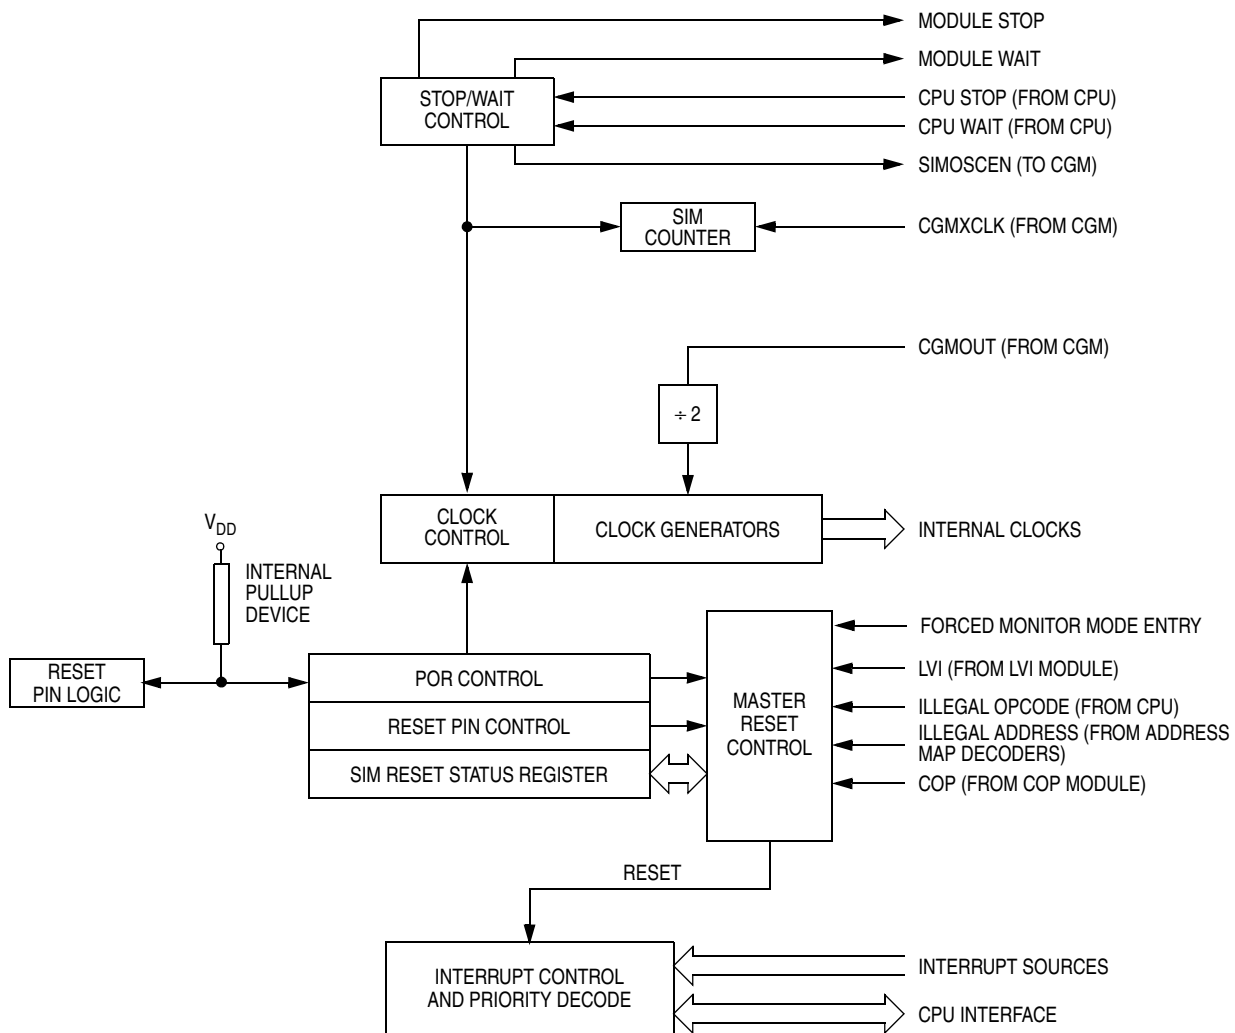 MODULE STOP
MODULE WAIT
STOP/WAIT
CONTROL
CPU STOP (FROM CPU)
CPU WAIT (FROM CPU)
SIMOSCEN (TO CGM)
SIM
COUNTER
CGMXCLK (FROM CGM)
CGMOUT (FROM CGM)
÷ 2
CLOCK
CONTROL
CLOCK GENERATORS
INTERNAL CLOCKS
VDD
INTERNAL
PULLUP
DEVICE
RESET
PIN LOGIC
POR CONTROL
RESET PIN CONTROL
SIM RESET STATUS REGISTER
MASTER
RESET
CONTROL
FORCED MONITOR MODE ENTRY
LVI (FROM LVI MODULE)
ILLEGAL OPCODE (FROM CPU)
ILLEGAL ADDRESS (FROM ADDRESS
MAP DECODERS)
COP (FROM COP MODULE)
RESET
INTERRUPT CONTROL
AND PRIORITY DECODE
INTERRUPT SOURCES
CPU INTERFACE